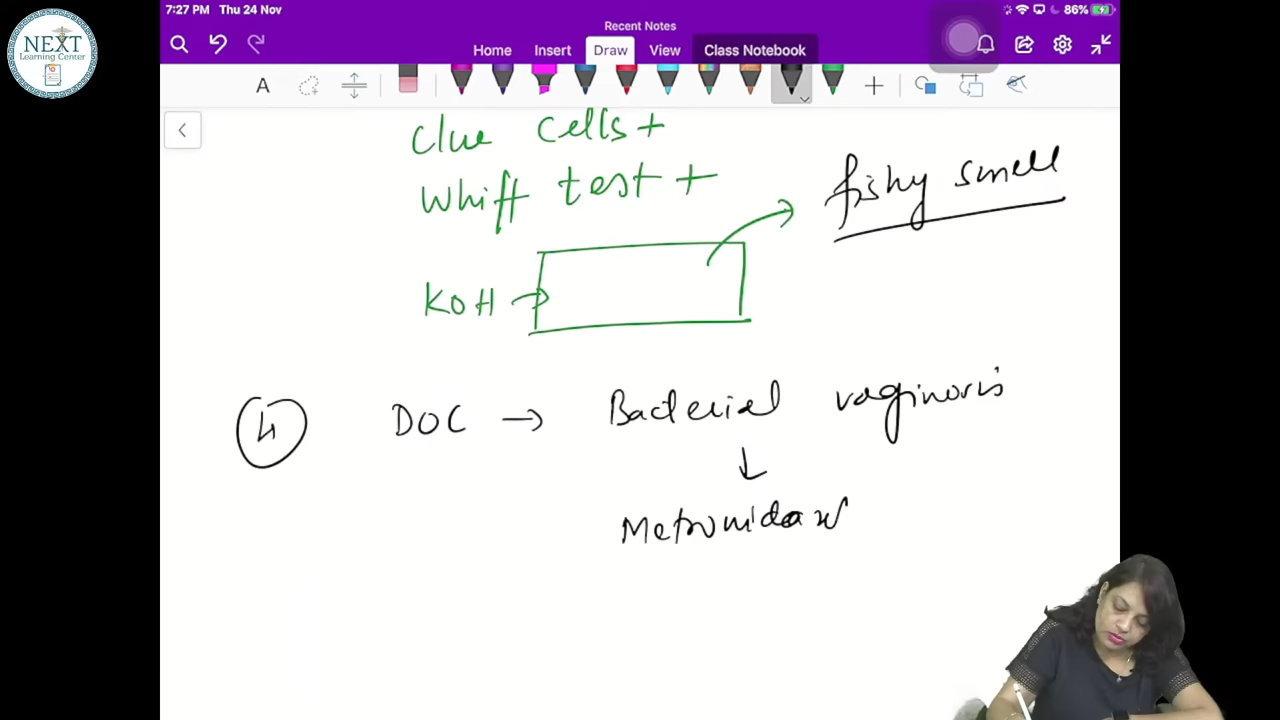 7:27 PM Thu 24 Nov
86%
NEXT
Learning Center
Recent Notes
Home Insert Draw View Class Notebook
A
Clue cells +
Whiff test +
fishy smell
KOH →
4 DOC → Bacterial vaginosis
↓